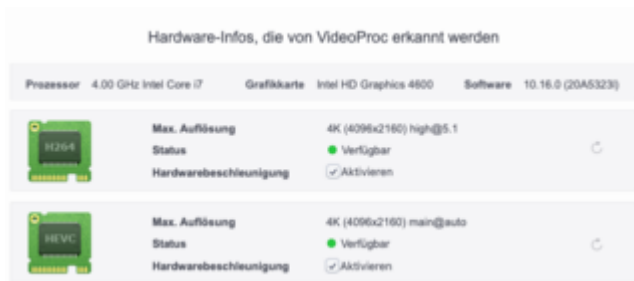 Hardware-Infos, die von VideoProc erkannt werden
Prozessor 4.00 GHz Intel Core i7 Grafikkarte Intel HD Graphics 4600 Software 10.16.0 (20A5323l)
H264
Max. Auflösung 4K (4096x2160) high@5.1
Status Verfügbar
Hardwarebeschleunigung Aktivieren
HEVC
Max. Auflösung 4K (4096x2160) main@auto
Status Verfügbar
Hardwarebeschleunigung Aktivieren